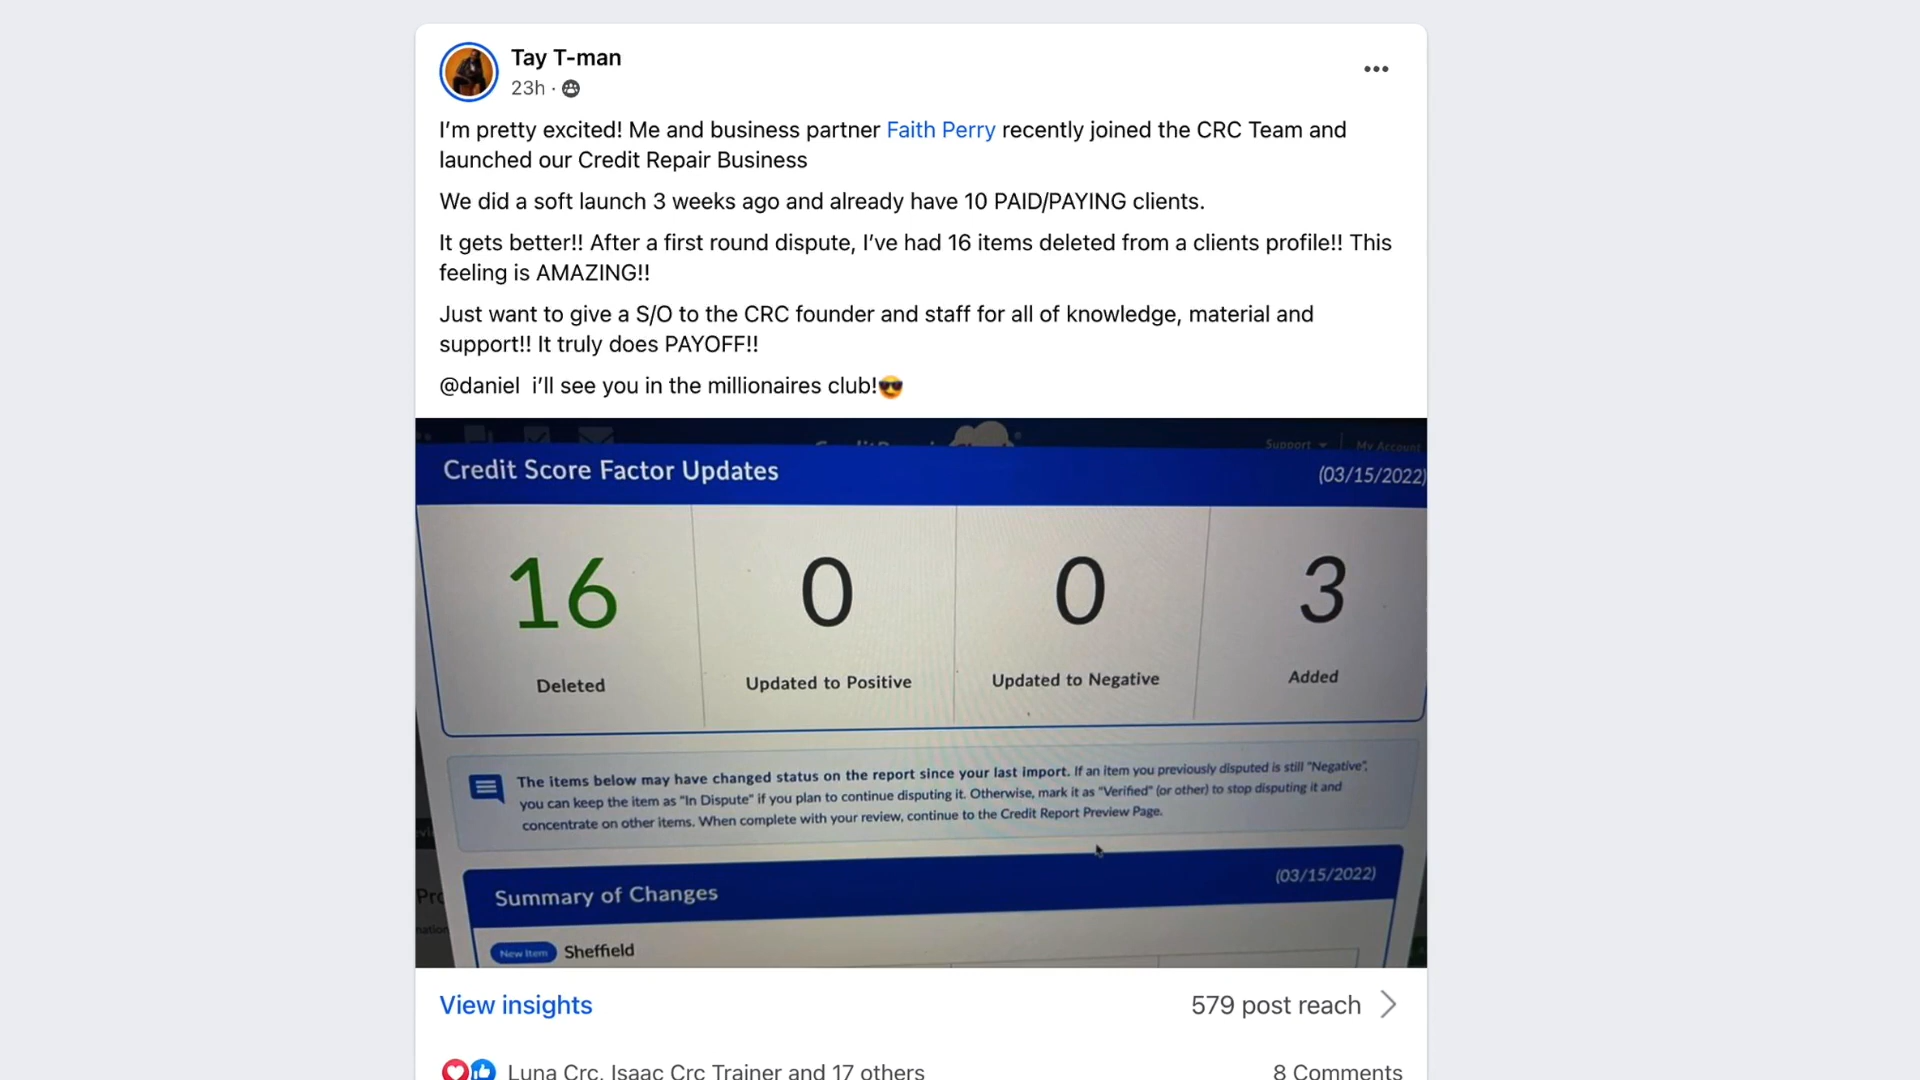 Tay T-man
23h ·
I'm pretty excited! Me and business partner Faith Perry recently joined the CRC Team and
launched our Credit Repair Business
We did a soft launch 3 weeks ago and already have 10 PAID/PAYING clients.
It gets better!! After a first round dispute, I've had 16 items deleted from a clients profile!! This
feeling is AMAZING!!
Just want to give a S/O to the CRC founder and staff for all of knowledge, material and
support!! It truly does PAYOFF!!
@daniel i'll see you in the millionaires club!😎
Support My Account
Credit Score Factor Updates (03/15/2022)
16 0 0 3
Deleted Updated to Positive Updated to Negative Added
The items below may have changed status on the report since your last import. If an item you previously disputed is still "Negative",
you can keep the item as "In Dispute" if you plan to continue disputing it. Otherwise, mark it as "Verified" (or other) to stop disputing it and
concentrate on other items. When complete with your review, continue to the Credit Report Preview Page.
Summary of Changes (03/15/2022)
New Item Sheffield
View insights 579 post reach
Luna Crc, Isaac Crc Trainer and 17 others 8 Comments